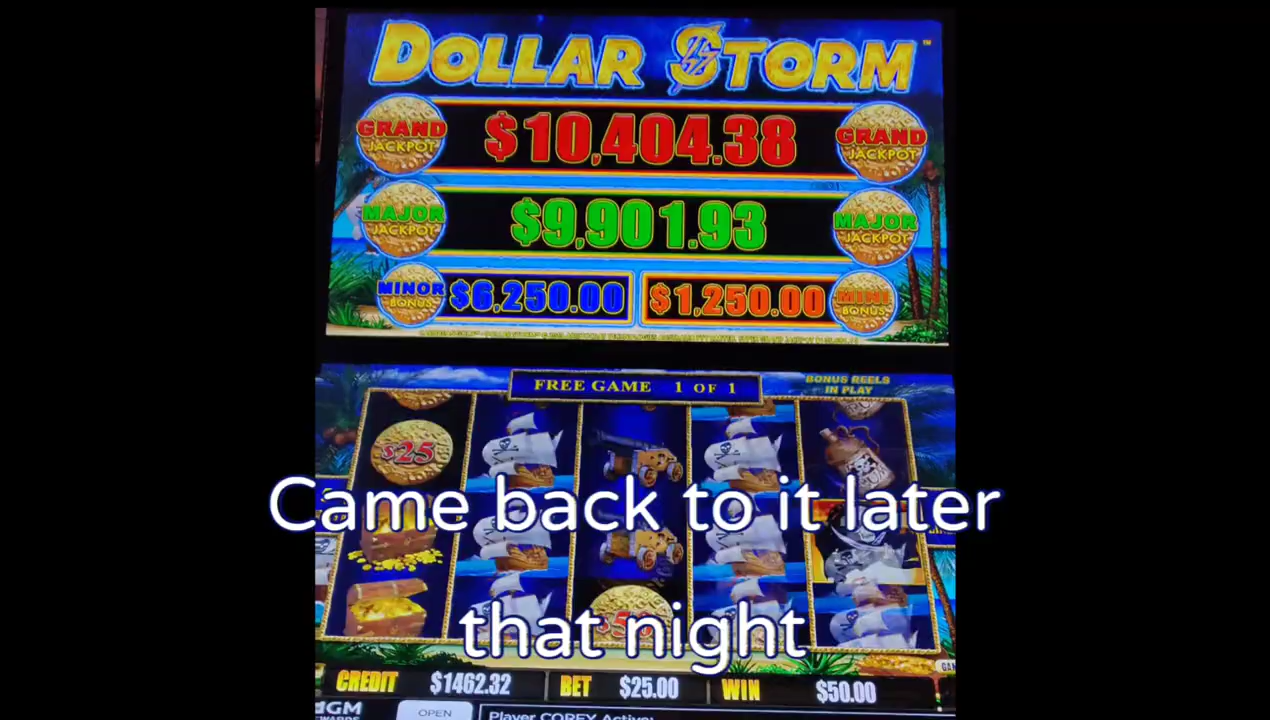 DOLLAR STORM™
GRAND JACKPOT $10,404.38 GRAND JACKPOT
MAJOR JACKPOT $9,901.93 MAJOR JACKPOT
MINOR BONUS $6,250.00 $1,250.00 MINI BONUS
FREE GAME 1 OF 1
BONUS REELS
IN PLAY
$25
Came back to it later
that night
CREDIT $1462.32 BET $25.00 WIN $50.00
MGM
OPEN
Player COREY Active: